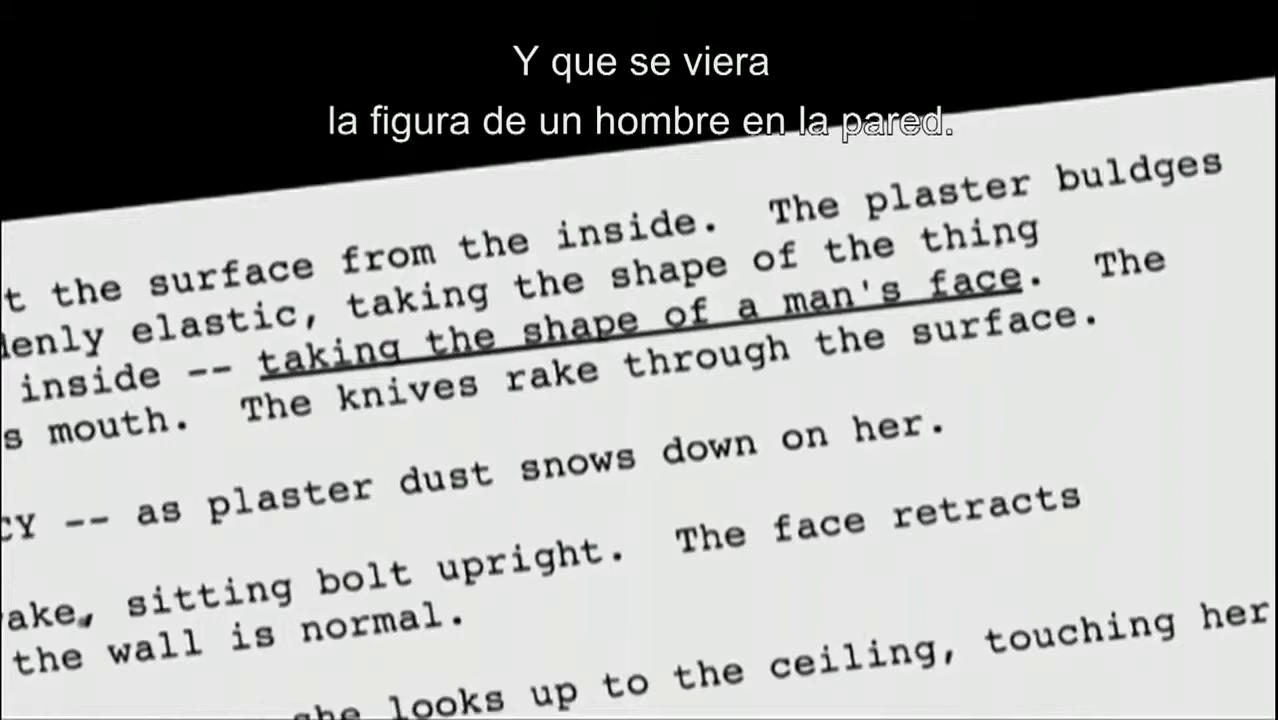 Y que se viera
la figura de un hombre en la pared.
t the surface from the inside. The plaster buldges
denly elastic, taking the shape of the thing
inside -- taking the shape of a man's face. The
s mouth. The knives rake through the surface.
CY -- as plaster dust snows down on her.
ake, sitting bolt upright. The face retracts
the wall is normal.
she looks up to the ceiling, touching her